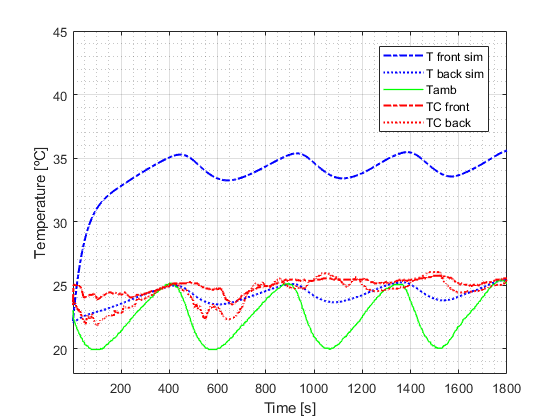 45
40
35
30
25
20
Temperature [ºC]
T front sim
T back sim
Tamb
TC front
TC back
200 400 600 800 1000 1200 1400 1600 1800
Time [s]